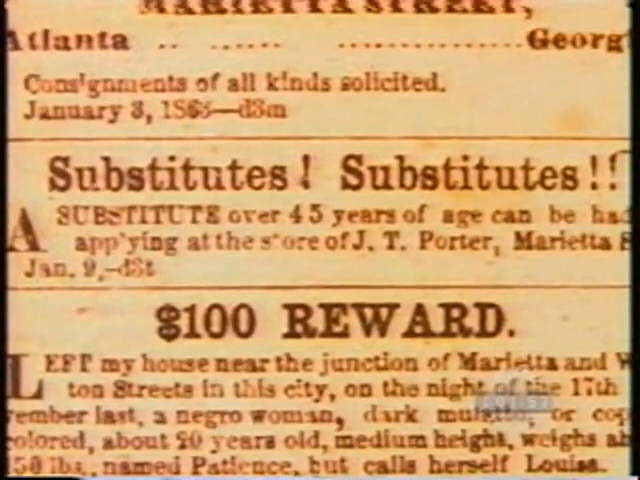 MARIETTA STREET,
Atlanta .. ...... ................Georg
Consignments of all kinds solicited.
January 3, 1863—d3m
Substitutes! Substitutes!!
A SUBSTITUTE over 45 years of age can be had
app'ying at the store of J. T. Porter, Marietta S
Jan. 9,-d3t
$100 REWARD.
LEFT my house near the junction of Marietta and W
ton Streets in this city, on the night of the 17th
vember last, a negro woman, dark or cop
colored, about 20 years old, medium height, weighs ab
150 lbs., named Patience, but calls herself Louisa.